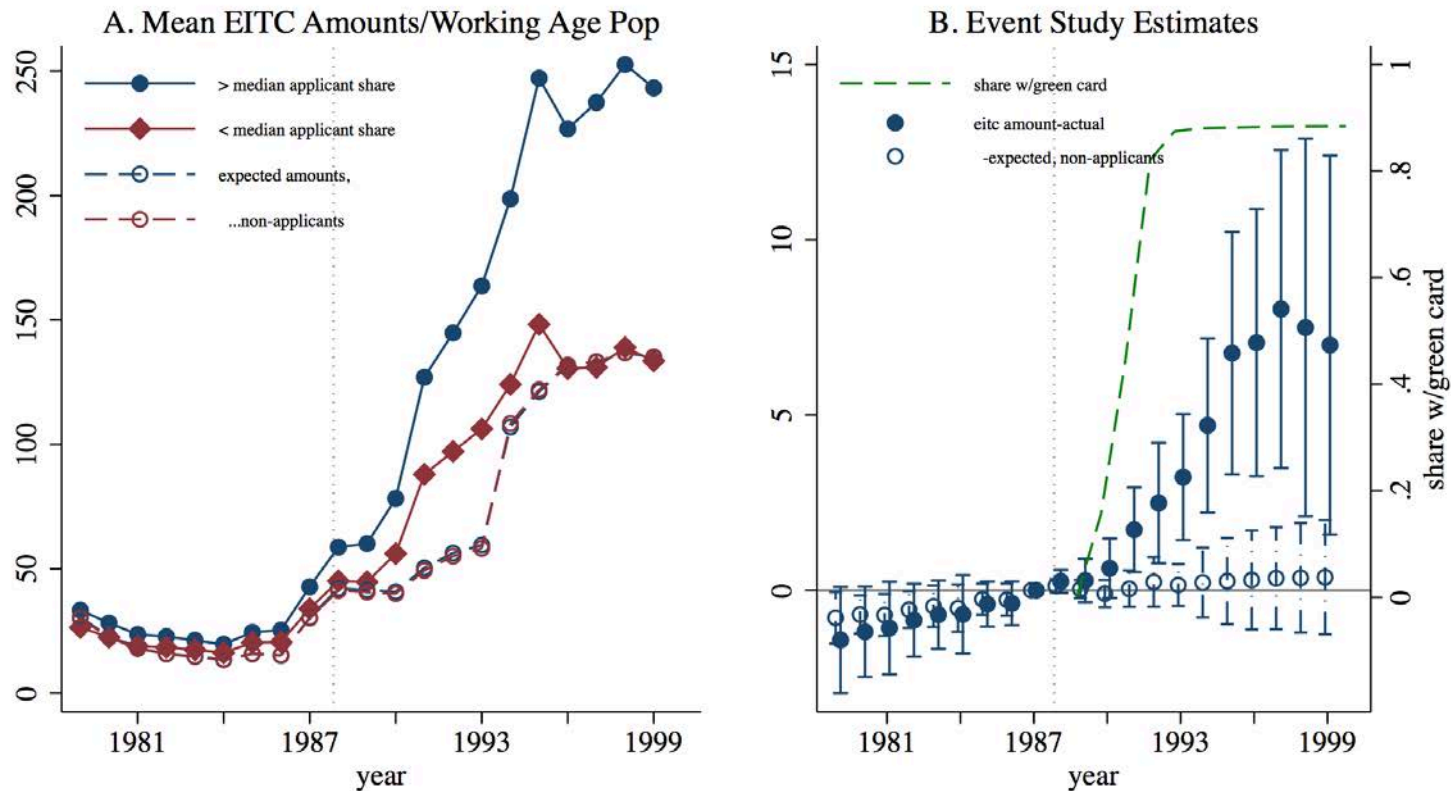 A. Mean EITC Amounts/Working Age Pop
250
200
150
100
50
0
> median applicant share
< median applicant share
expected amounts,
...non-applicants
1981
1987
1993
1999
year
B. Event Study Estimates
15
10
5
0
share w/green card
eitc amount-actual
-expected, non-applicants
1
.8
.6
.4
.2
0
share w/green card
1981
1987
1993
1999
year